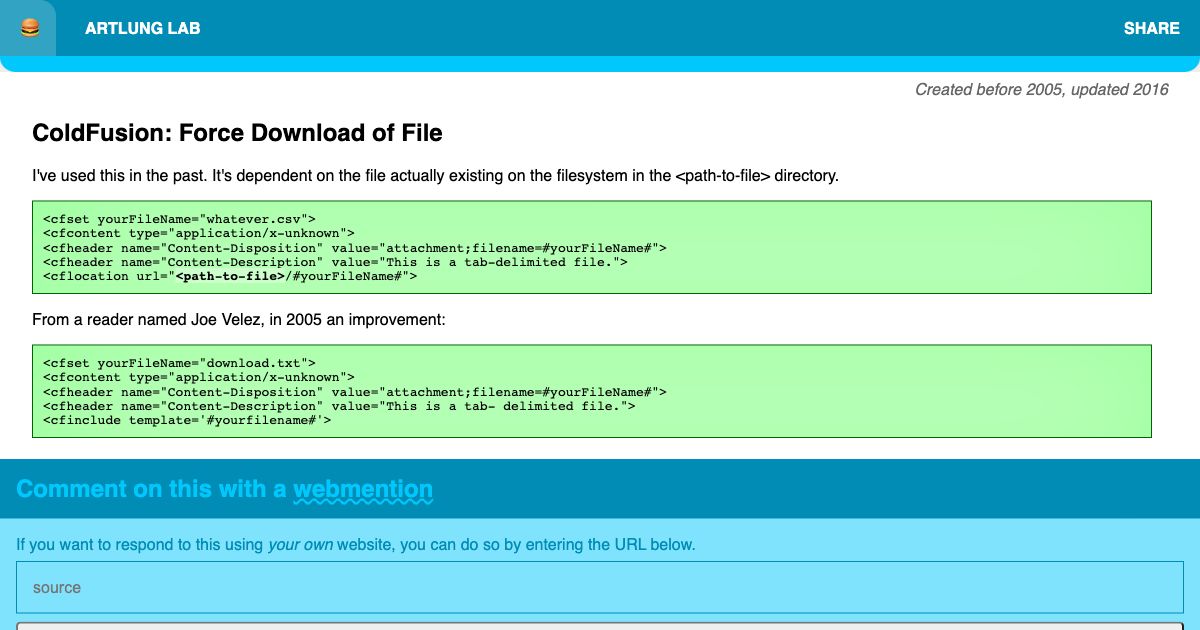 ARTLUNG LAB
SHARE
Created before 2005, updated 2016
ColdFusion: Force Download of File
I've used this in the past. It's dependent on the file actually existing on the filesystem in the <path-to-file> directory.
<cfset yourFileName="whatever.csv">
<cfcontent type="application/x-unknown">
<cfheader name="Content-Disposition" value="attachment;filename=#yourFileName#">
<cfheader name="Content-Description" value="This is a tab-delimited file.">
<cflocation url="<path-to-file>/#yourFileName#">
From a reader named Joe Velez, in 2005 an improvement:
<cfset yourFileName="download.txt">
<cfcontent type="application/x-unknown">
<cfheader name="Content-Disposition" value="attachment;filename=#yourFileName#">
<cfheader name="Content-Description" value="This is a tab- delimited file.">
<cfinclude template='#yourfilename#'>
Comment on this with a webmention
If you want to respond to this using your own website, you can do so by entering the URL below.
source